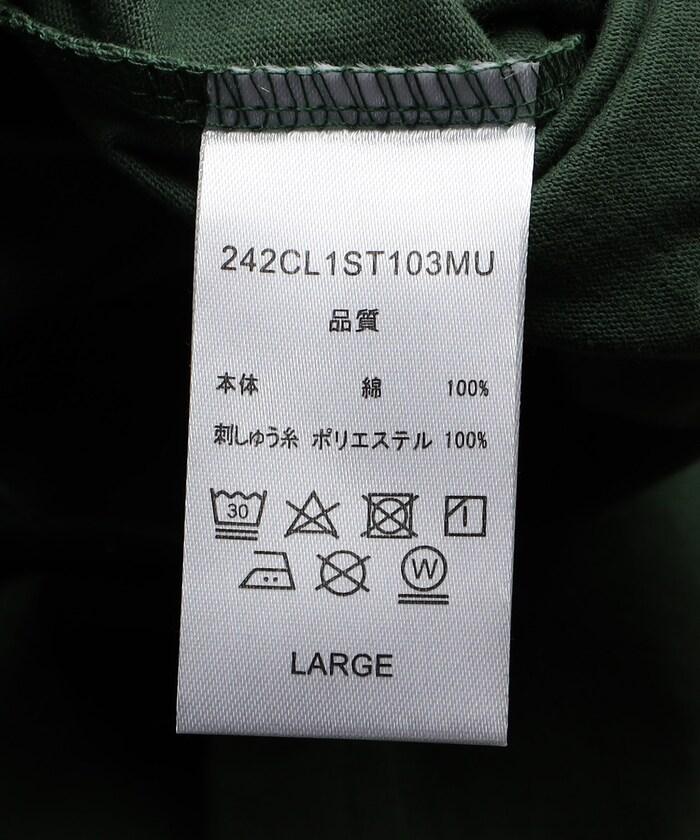 242CL1ST103MU
品質
本体 綿 100%
刺しゅう糸 ポリエステル 100%
30
W
LARGE